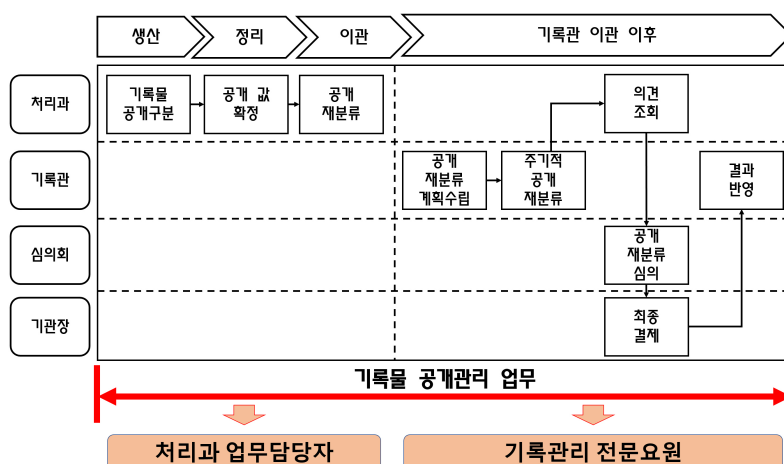 생산
정리
이관
기록관 이관 이후
처리과
기록물
공개구분
공개 값
확정
공개
재분류
의견
조회
기록관
공개
재분류
계획수립
주기적
공개
재분류
결과
반영
심의회
공개
재분류
심의
기관장
최종
결제
기록물 공개관리 업무
처리과 업무담당자
기록관리 전문요원